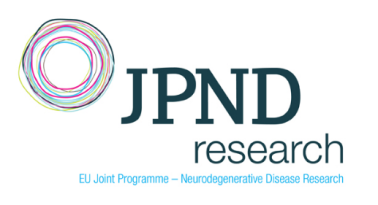 JPND
research
EU Joint Programme – Neurodegenerative Disease Research